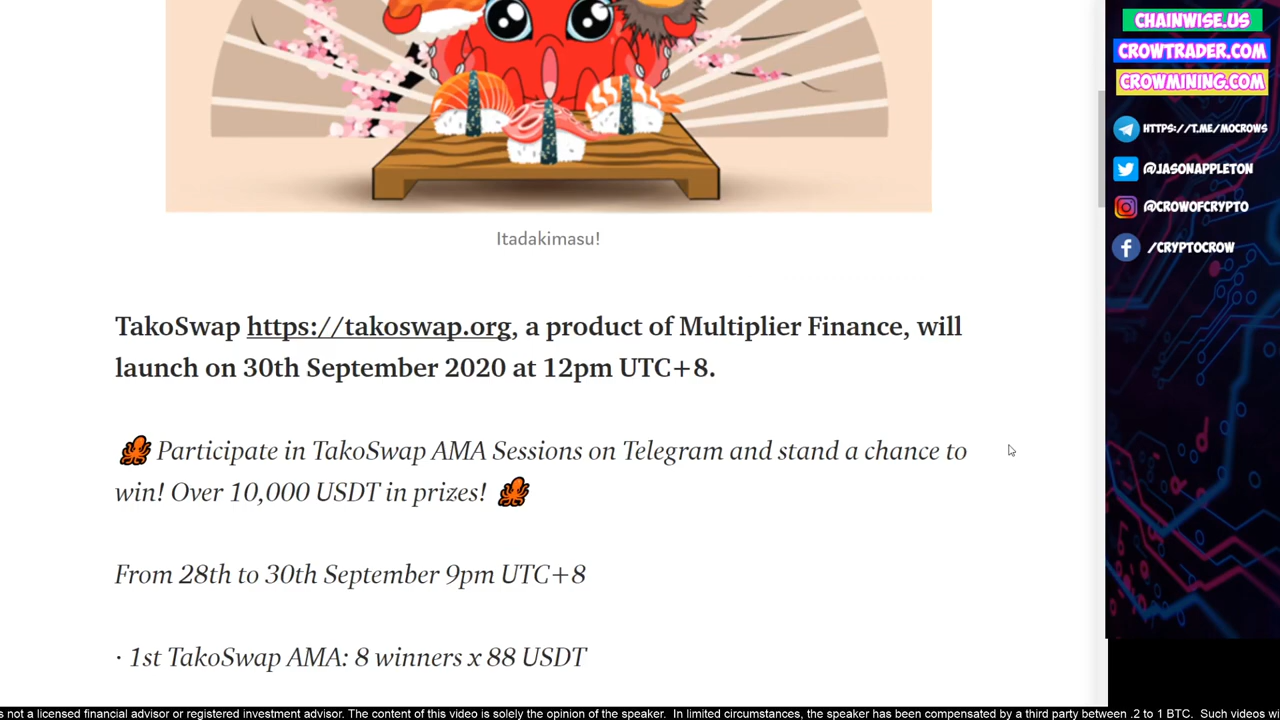 CHAINWISE.US
CROWTRADER.COM
CROWMINING.COM
HTTPS://T.ME/MOCROWS
@JASONAPPLETON
@CROWOFCRYPTO
/CRYPTOCROW
Itadakimasu!
TakoSwap https://takoswap.org, a product of Multiplier Finance, will
launch on 30th September 2020 at 12pm UTC+8.
Participate in TakoSwap AMA Sessions on Telegram and stand a chance to
win! Over 10,000 USDT in prizes!
From 28th to 30th September 9pm UTC+8
· 1st TakoSwap AMA: 8 winners x 88 USDT
s not a licensed financial advisor or registered investment advisor. The content of this video is solely the opinion of the speaker. In limited circumstances, the speaker has been compensated by a third party between .2 to 1 BTC. Such videos wi